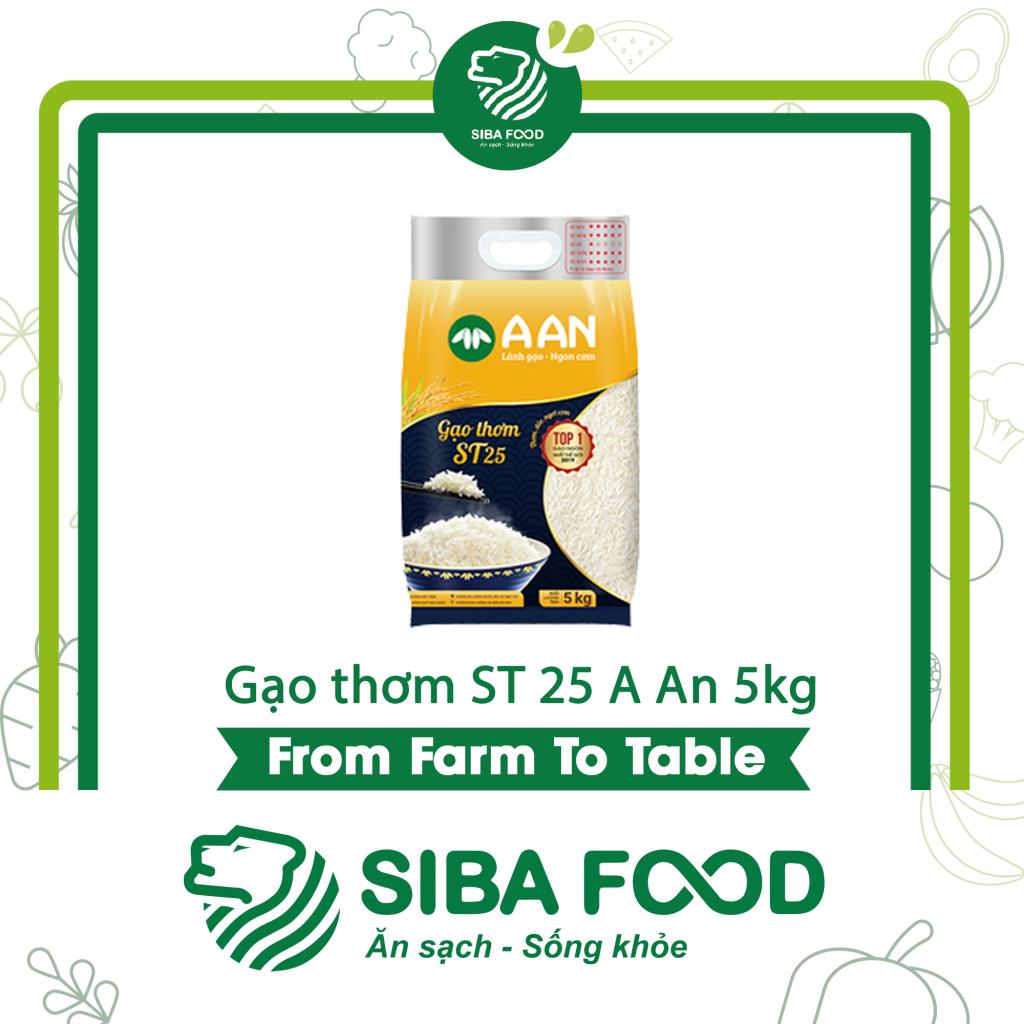 SIBA FOOD
Ăn sạch - Sống khỏe
A AN
Lành gạo - Ngon cơm
Gạo thơm
ST25
TOP 1
2019
5 kg
Gạo thơm ST 25 A An 5kg
From Farm To Table
SIBA FOOD
Ăn sạch - Sống khỏe